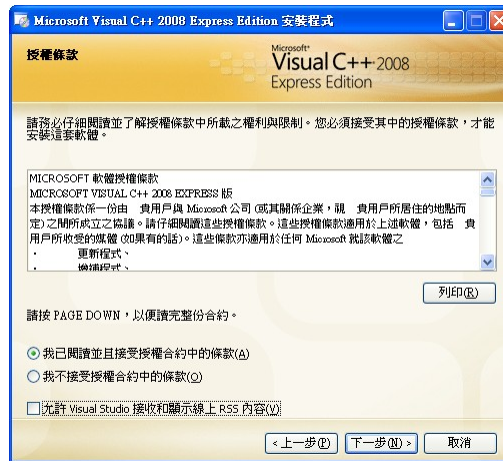 Microsoft Visual C++ 2008 Express Edition 安裝程式
授權條款
Microsoft®
Visual C++ 2008
Express Edition
請務必仔細閱讀並了解授權條款中所載之權利與限制。您必須接受其中的授權條款，才能
安裝這套軟體。
MICROSOFT 軟體授權條款
MICROSOFT VISUAL C++ 2008 EXPRESS 版
本授權條款係一份由　貴用戶與 Microsoft 公司 (或其關係企業，視　貴用戶所居住的地點而
定) 之間所成立之協議。請仔細閱讀這些授權條款。這些授權條款適用於上述軟體，包括　貴
用戶所收受的媒體 (如果有的話)。這些條款亦適用於任何 Microsoft 就該軟體之
· 更新程式、
· 增補程式、
列印(R)
請按 PAGE DOWN，以便讀完整份合約。
我已閱讀並且接受授權合約中的條款(A)
我不接受授權合約中的條款(O)
允許 Visual Studio 接收和顯示線上 RSS 內容(V)
< 上一步(P)
下一步(N) >
取消